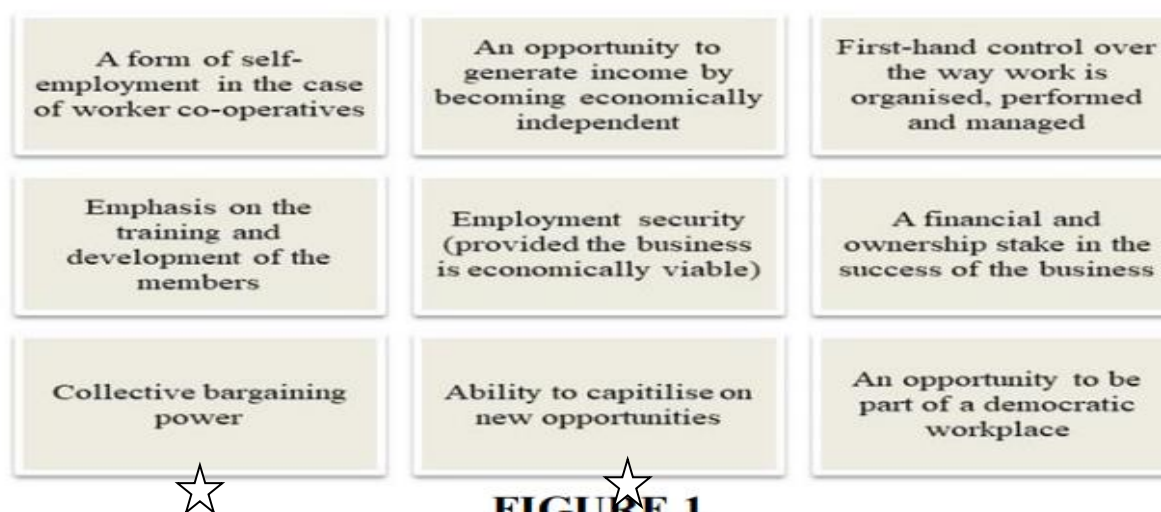 A form of self-
employment in the case
of worker co-operatives
An opportunity to
generate income by
becoming economically
independent
First-hand control over
the way work is
organised, performed
and managed
Emphasis on the
training and
development of the
members
Employment security
(provided the business
is economically viable)
A financial and
ownership stake in the
success of the business
Collective bargaining
power
Ability to capitilise on
new opportunities
An opportunity to be
part of a democratic
workplace
FIGURE 1